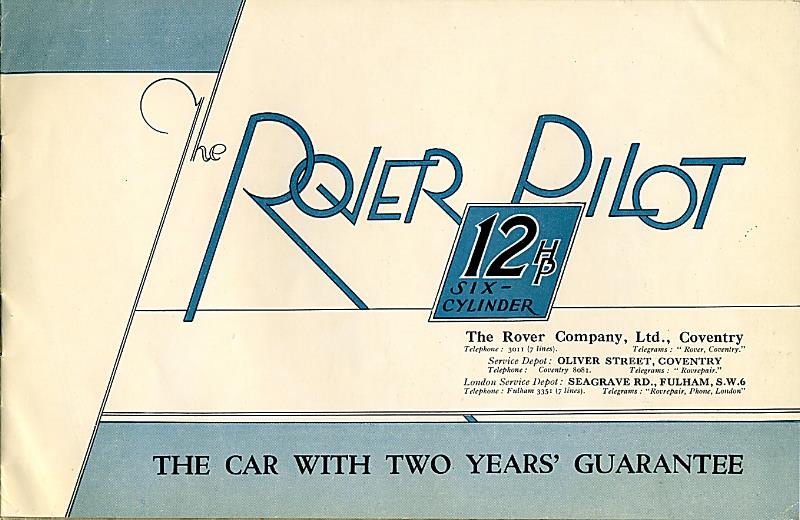 The
ROVER PILOT
12 HP
SIX-
CYLINDER
The Rover Company, Ltd., Coventry
Telephone: 3011 (7 lines). Telegrams: "Rover, Coventry."
Service Depot: OLIVER STREET, COVENTRY
Telephone: Coventry 8081. Telegrams: "Rovrepair."
London Service Depot: SEAGRAVE RD., FULHAM, S.W.6
Telephone: Fulham 3351 (7 lines). Telegrams: "Rovrepair, Phone, London"
THE CAR WITH TWO YEARS' GUARANTEE